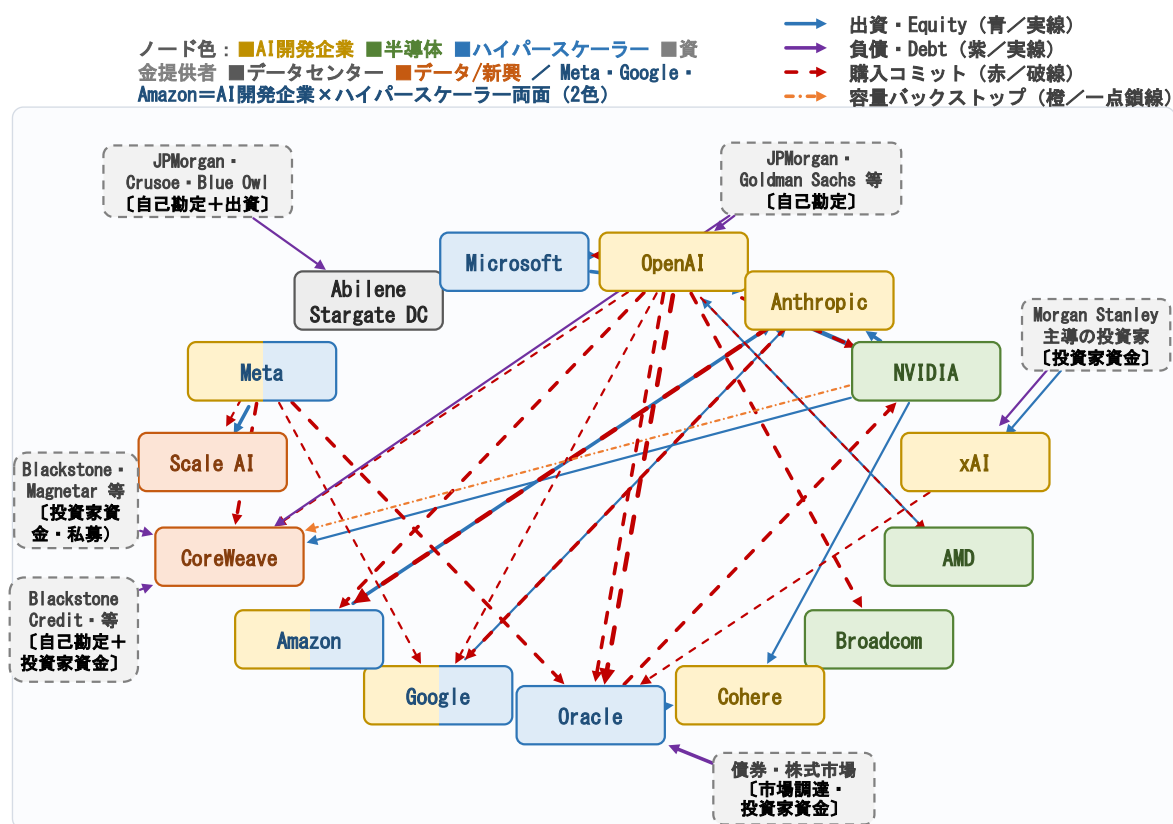 ノード色：■AI開発企業 ■半導体 ■ハイパースケーラー ■資
金提供者 ■データセンター ■データ/新興 ／ Meta・Google・
Amazon＝AI開発企業×ハイパースケーラー両面（2色）
出資・Equity（青／実線）
負債・Debt（紫／実線）
購入コミット（赤／破線）
容量バックストップ（橙／一点鎖線）
JPMorgan・
Crusoe・Blue Owl
〔自己勘定＋出資〕
JPMorgan・
Goldman Sachs 等
〔自己勘定〕
Microsoft
OpenAI
Abilene
Stargate DC
Anthropic
Morgan Stanley
主導の投資家
〔投資家資金〕
Meta
NVIDIA
Scale AI
xAI
Blackstone・
Magnetar 等
〔投資家資
金・私募）
CoreWeave
AMD
Blackstone
Credit・等
〔自己勘定＋
投資家資金〕
Amazon
Broadcom
Google
Oracle
Cohere
債券・株式市場
〔市場調達・
投資家資金〕